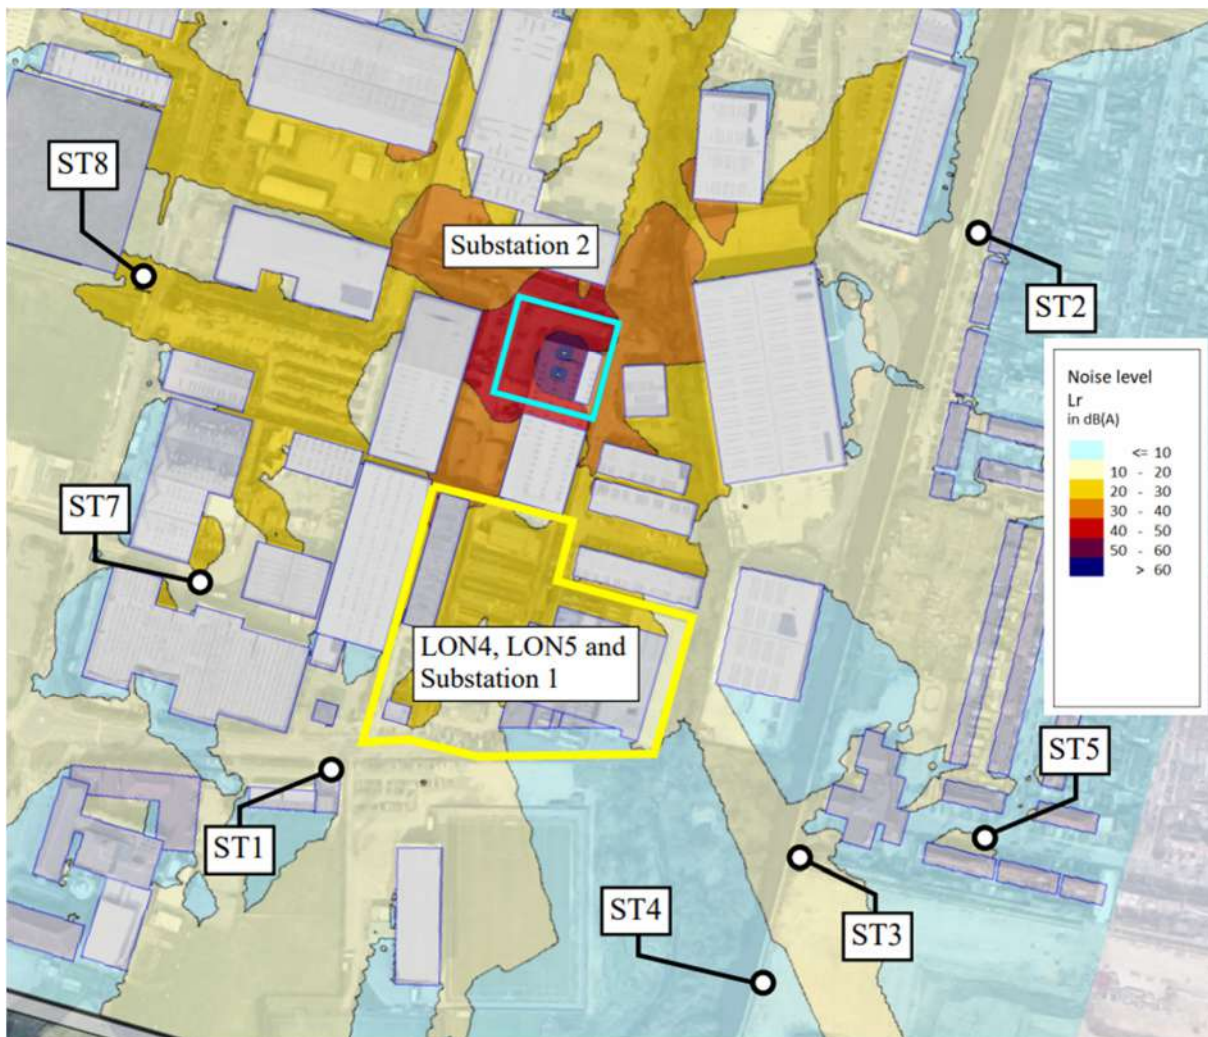 ST8
Substation 2
ST2
Noise level
Lr
in dB(A)
<= 10
10 - 20
20 - 30
30 - 40
40 - 50
50 - 60
> 60
ST7
LON4, LON5 and
Substation 1
ST5
ST1
ST4
ST3